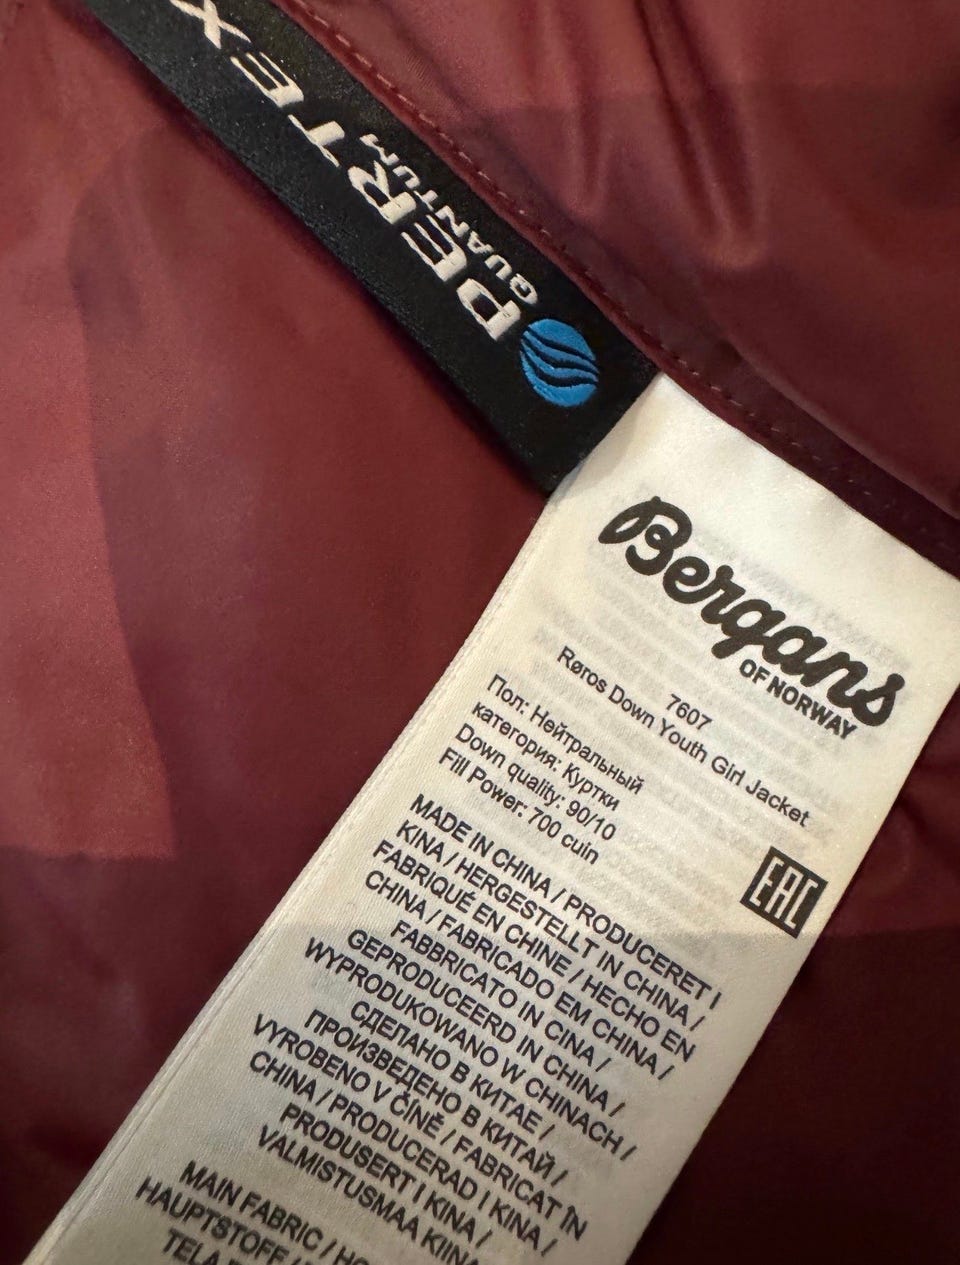 PERTEX
QUANTUM
Bergans
OF NORWAY
7607
Røros Down Youth Girl Jacket
Пол: Нейтральный
категория: Куртки
Down quality: 90/10
Fill Power: 700 cuin
EAC
MADE IN CHINA / PRODUCERET I
KINA / HERGESTELLT IN CHINA /
FABRIQUÉ EN CHINE / HECHO EN
CHINA / FABRICADO EM CHINA /
FABBRICATO IN CINA /
GEPRODUCEERD IN CHINA /
WYPRODUKOWANO W CHINACH /
СДЕЛАНО В КИТАЕ /
ПРОИЗВЕДЕНО В КИТАЙ /
VYROBENO V ČÍNĚ / FABRICAT ÎN
CHINA / PRODUCERAD I KINA /
PRODUSERT I KINA /
VALMISTUSMAA KIINA
MAIN FABRIC /
HAUPTSTOFF /
TELA